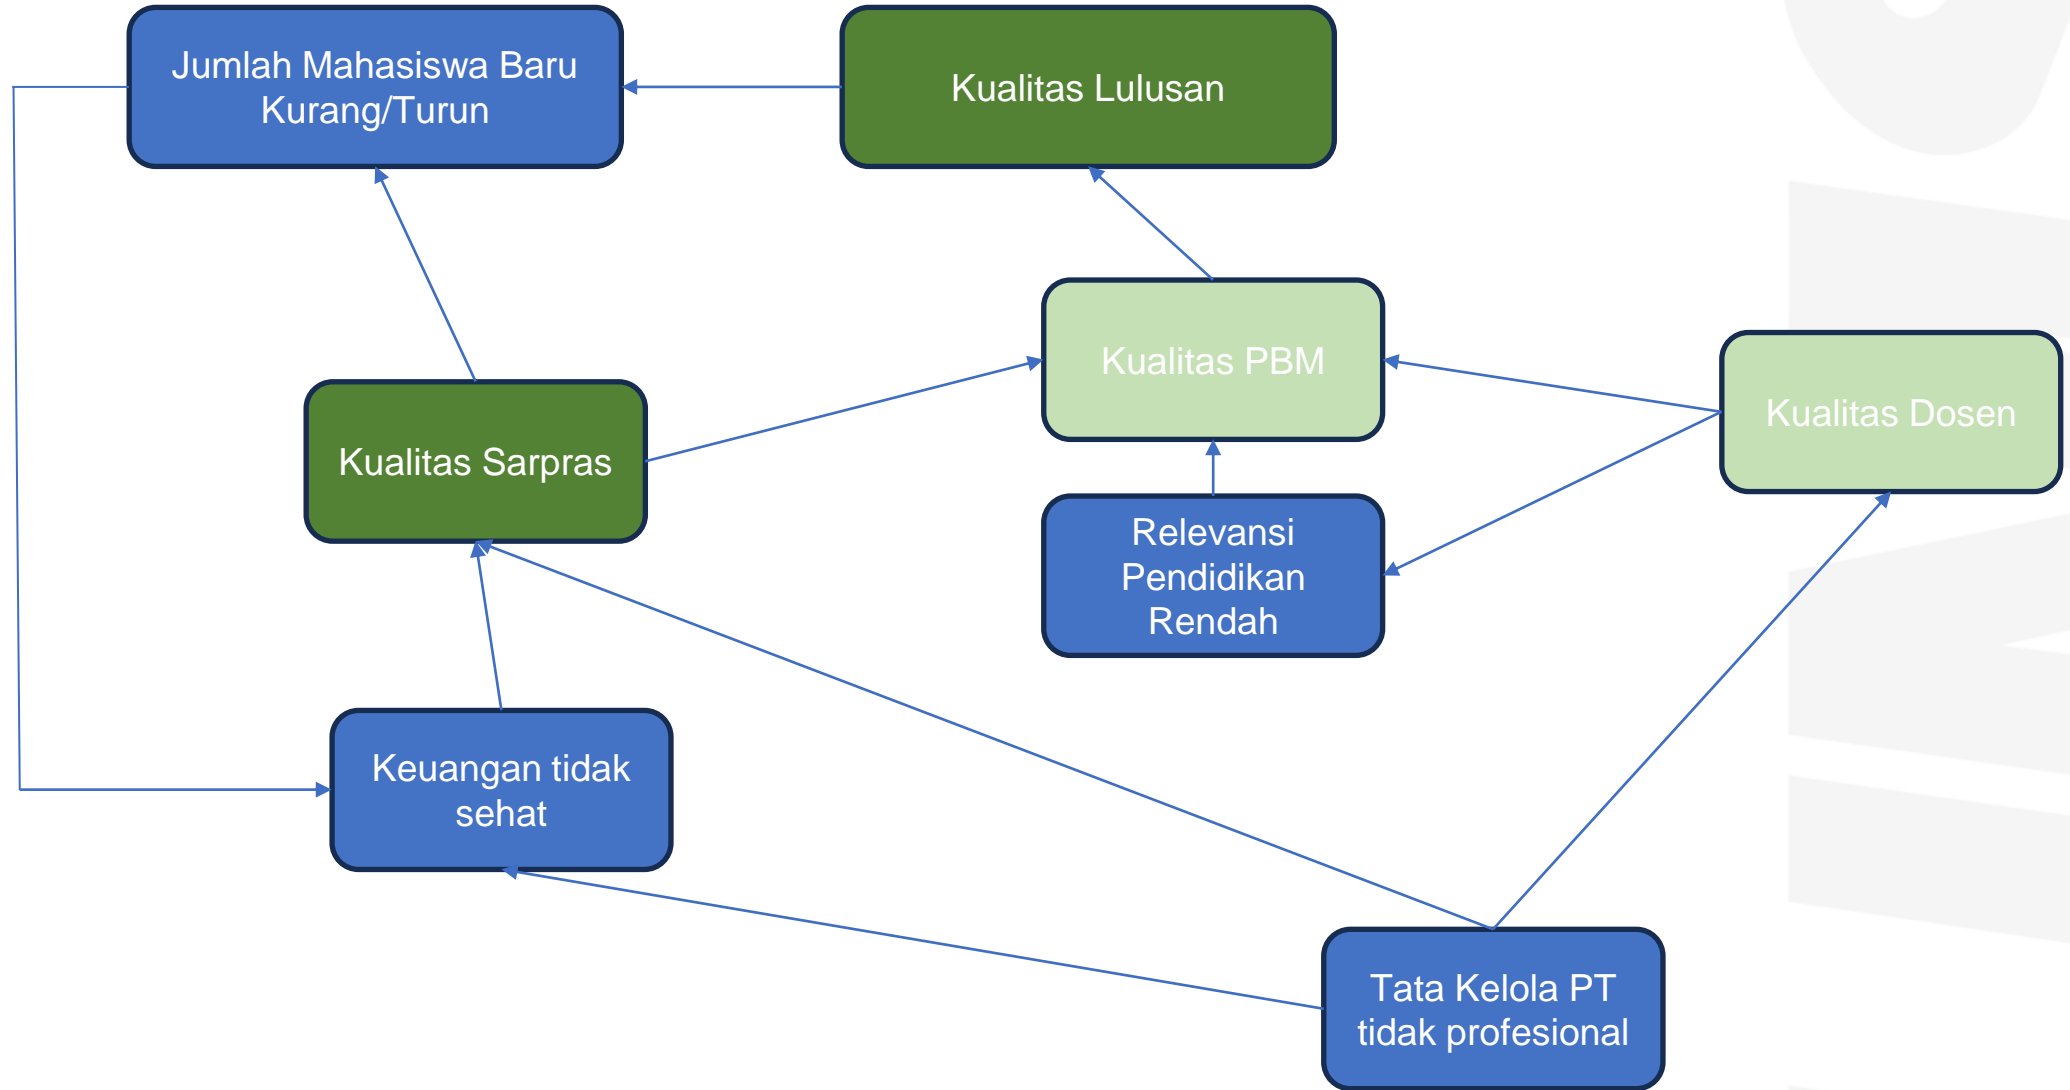 Jumlah Mahasiswa Baru
Kurang/Turun
Kualitas Lulusan
Kualitas PBM
Kualitas Dosen
Kualitas Sarpras
Relevansi
Pendidikan
Rendah
Keuangan tidak
sehat
Tata Kelola PT
tidak profesional